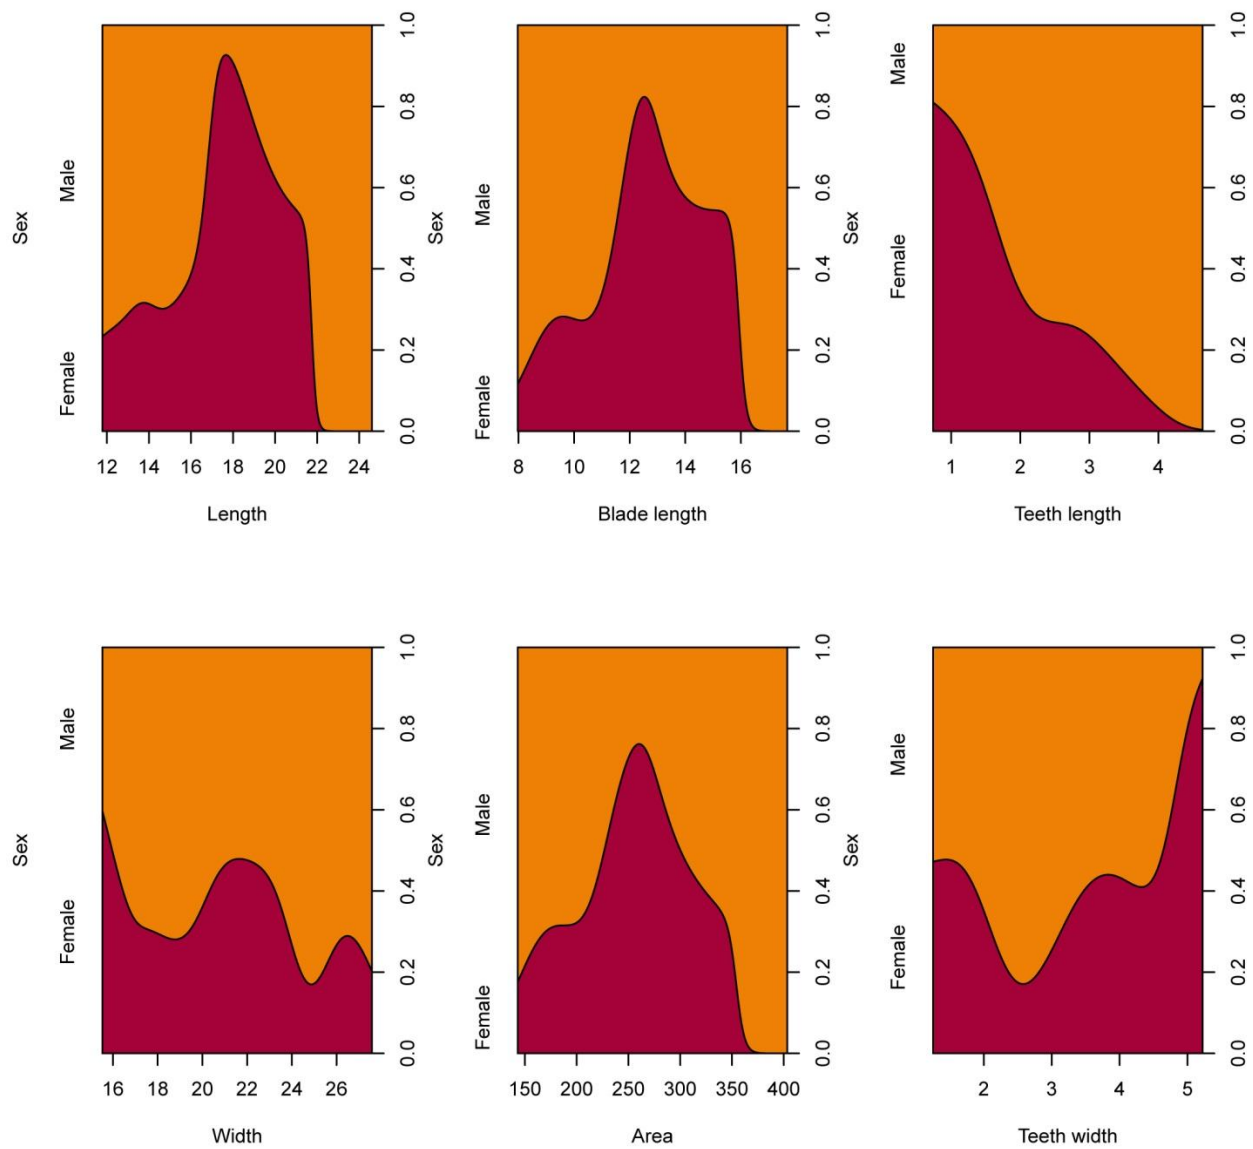 Sex
Female Male
0.0 0.2 0.4 0.6 0.8 1.0
12 14 16 18 20 22 24
Length
Sex
Female Male
0.0 0.2 0.4 0.6 0.8 1.0
8 10 12 14 16
Blade length
Sex
Female Male
0.0 0.2 0.4 0.6 0.8 1.0
1 2 3 4
Teeth length
Sex
Female Male
0.0 0.2 0.4 0.6 0.8 1.0
16 18 20 22 24 26
Width
Sex
Female Male
0.0 0.2 0.4 0.6 0.8 1.0
150 200 250 300 350 400
Area
Sex
Female Male
0.0 0.2 0.4 0.6 0.8 1.0
2 3 4 5
Teeth width